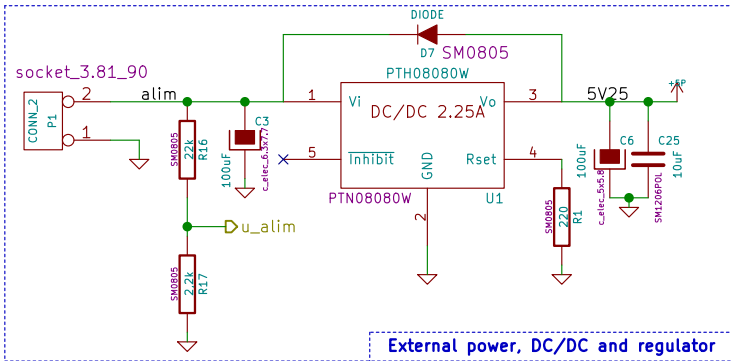 DIODE
D7
SM0805
socket_3.81_90
PTH08080W
2
alim
1
Vi
Vo
3
5V25
+5P
CONN_2
P1
DC/DC 2.25A
1
SM0805
22k
R16
C3
100uF
c_elec_6.3x7.7
5
Inhibit
GND
Rset
4
100uF
C6
c_elec_5x5.8
C25
10uF
SM1206POL
PTN08080W
U1
2
SM0805
220
R1
u_alim
SM0805
2.2k
R17
External power, DC/DC and regulator